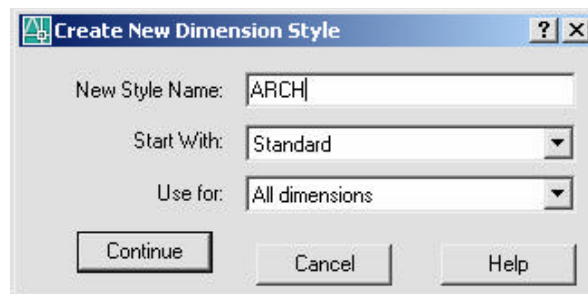 Create New Dimension Style
New Style Name: ARCH
Start With: Standard
Use for: All dimensions
Continue Cancel Help